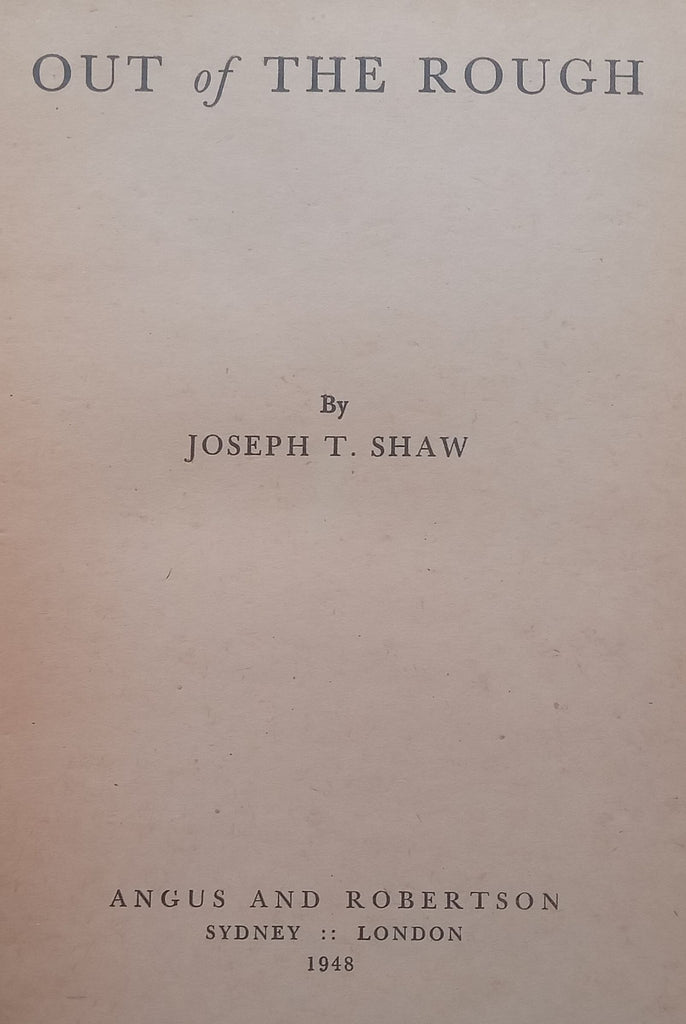 OUT of THE ROUGH
By
JOSEPH T. SHAW
ANGUS AND ROBERTSON
SYDNEY :: LONDON
1948